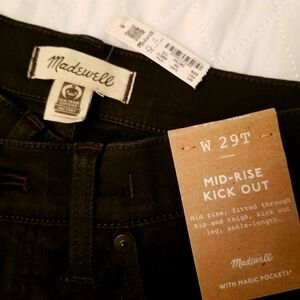 Madewell
W 29T
MID-RISE
KICK OUT
Mid rise, fitted through
hip and thigh, kick out
leg, ankle-length.
Madewell
WITH MAGIC POCKETS*